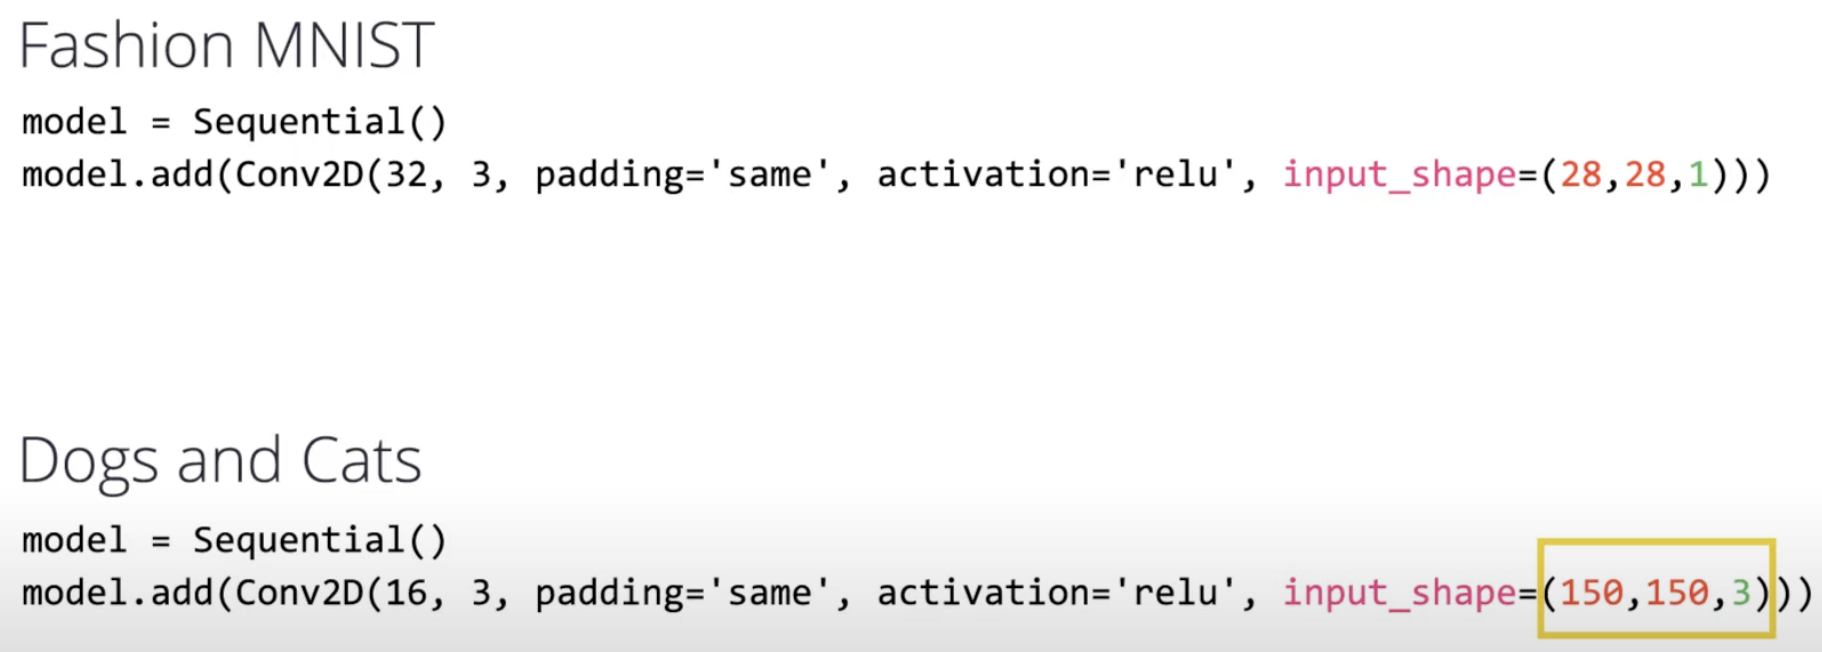 Fashion MNIST
model = Sequential()
model.add(Conv2D(32, 3, padding='same', activation='relu', input_shape=(28,28,1)))
Dogs and Cats
model = Sequential()
model.add(Conv2D(16, 3, padding='same', activation='relu', input_shape=(150,150,3)))